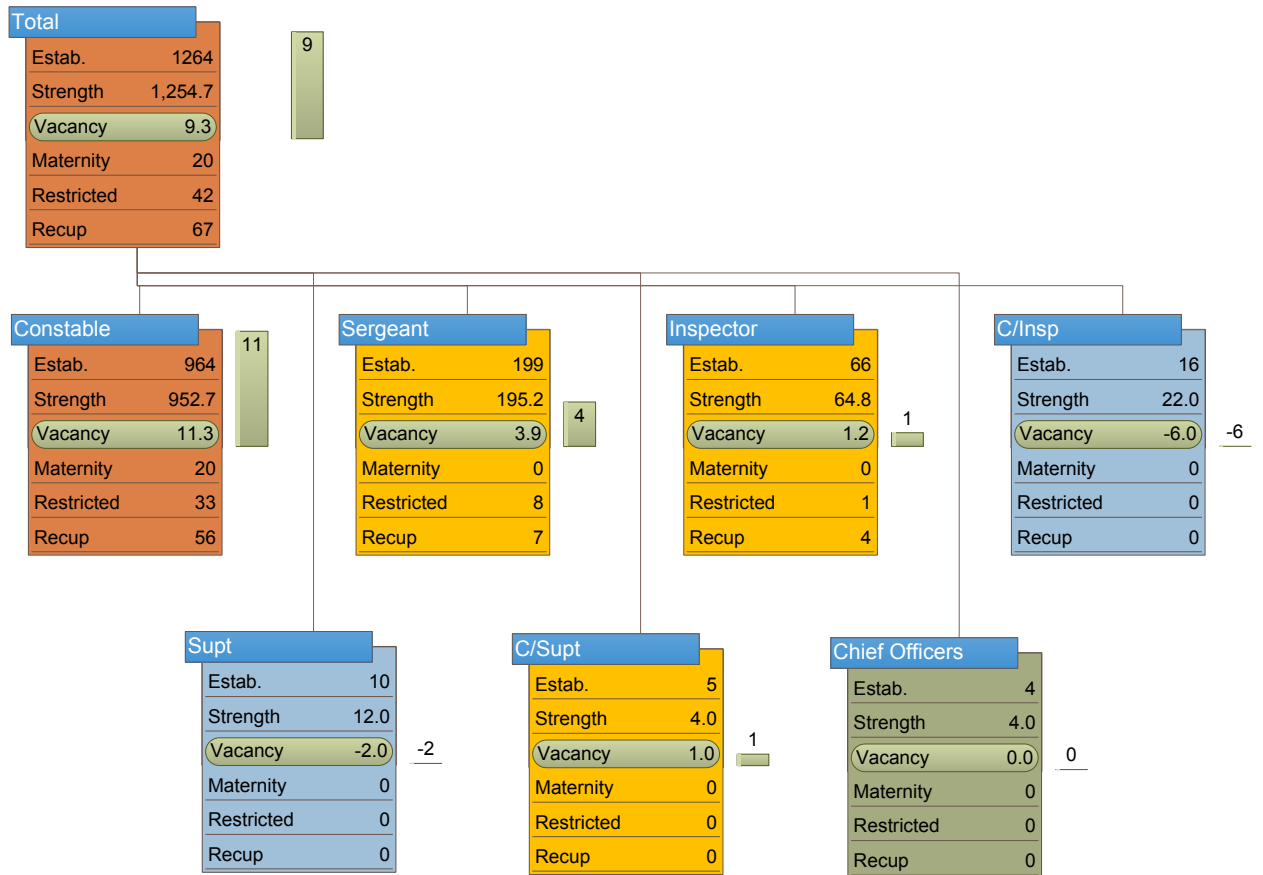 Total
Estab. 1264
Strength 1,254.7
Vacancy 9.3
Maternity 20
Restricted 42
Recup 67
9
Constable
Estab. 964
Strength 952.7
Vacancy 11.3
Maternity 20
Restricted 33
Recup 56
11
Sergeant
Estab. 199
Strength 195.2
Vacancy 3.9
Maternity 0
Restricted 8
Recup 7
4
Inspector
Estab. 66
Strength 64.8
Vacancy 1.2
Maternity 0
Restricted 1
Recup 4
1
C/Insp
Estab. 16
Strength 22.0
Vacancy -6.0
Maternity 0
Restricted 0
Recup 0
-6
Supt
Estab. 10
Strength 12.0
Vacancy -2.0
Maternity 0
Restricted 0
Recup 0
-2
C/Supt
Estab. 5
Strength 4.0
Vacancy 1.0
Maternity 0
Restricted 0
Recup 0
1
Chief Officers
Estab. 4
Strength 4.0
Vacancy 0.0
Maternity 0
Restricted 0
Recup 0
0